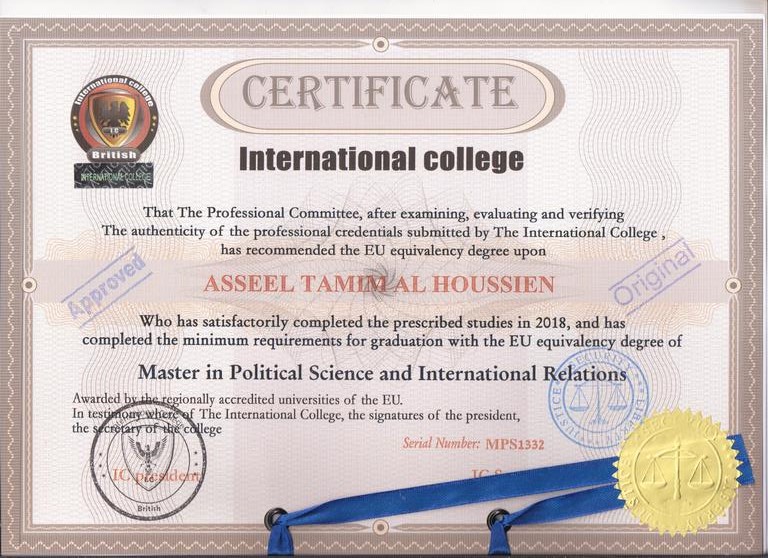 CERTIFICATE
International college
British
I.C
INTERNATIONAL COLLEGE
International college
That The Professional Committee, after examining, evaluating and verifying
The authenticity of the professional credentials submitted by The International College ,
has recommended the EU equivalency degree upon
Approved
ASSEEL TAMIM AL HOUSSIEN
Original
Who has satisfactorily completed the prescribed studies in 2018, and has
completed the minimum requirements for graduation with the EU equivalency degree of
Master in Political Science and International Relations
Awarded by the regionally accredited universities of the EU.
In testimony where of The International College, the signatures of the president,
the secretary of the college
Serial Number: MPS1332
IC president
I.C.
British
SECURITY
JUSTICE
LIBERTY